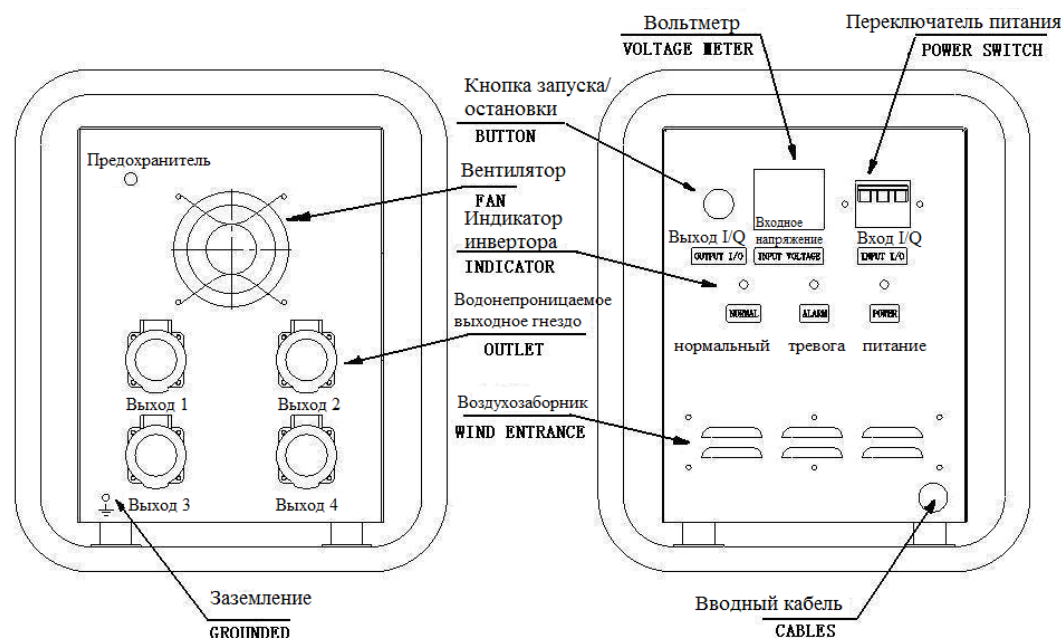 Вольтметр
VOLTAGE METER
Переключатель питания
POWER SWITCH
Кнопка запуска/
остановки
BUTTON
Предохранитель
Вентилятор
FAN
Индикатор
инвертора
INDICATOR
Водонепроницаемое
выходное гнездо
OUTLET
Выход 1
Выход 2
Выход 3
Выход 4
Воздухозаборник
WIND ENTRANCE
Заземление
GROUNDED
Входное
напряжение
Выход I/Q
Вход I/Q
OUTPUT I/O
INPUT VOLTAGE
INPUT I/O
NORMAL
ALARM
POWER
нормальный
тревога
питание
Вводный кабель
CABLES